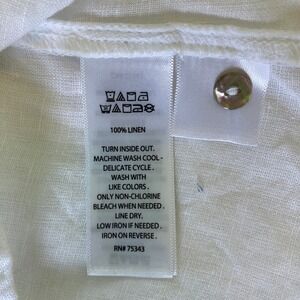 100% LINEN
TURN INSIDE OUT.
MACHINE WASH COOL -
DELICATE CYCLE.
WASH WITH
LIKE COLORS.
ONLY NON-CHLORINE
BLEACH WHEN NEEDED.
LINE DRY.
LOW IRON IF NEEDED.
IRON ON REVERSE.
RN# 75343